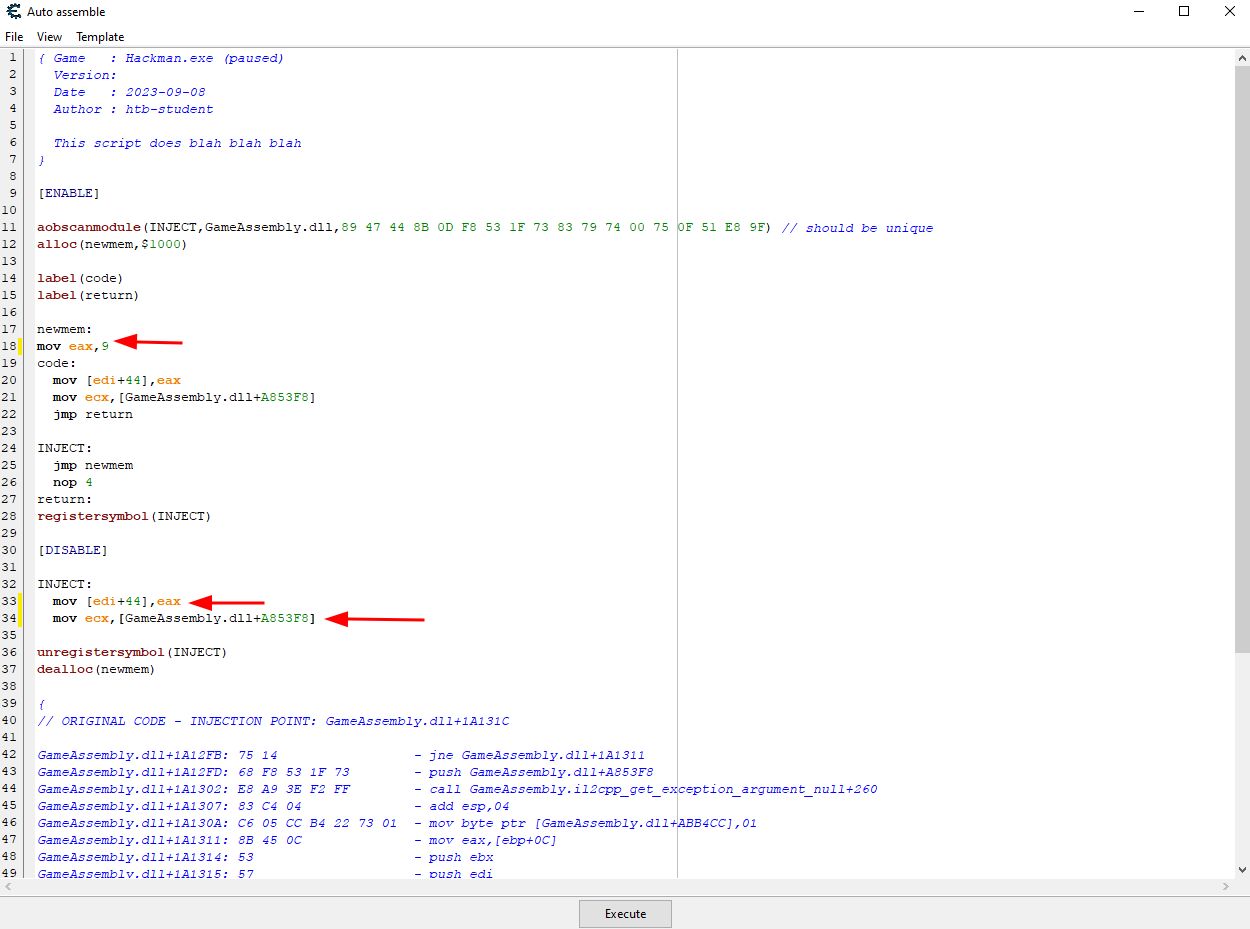 Auto assemble
File View Template
1 { Game   : Hackman.exe (paused)
2   Version:
3   Date   : 2023-09-08
4   Author : htb-student
5
6   This script does blah blah blah
7 }
8
9 [ENABLE]
10
11 aobscanmodule(INJECT,GameAssembly.dll,89 47 44 8B 0D F8 53 1F 73 83 79 74 00 75 0F 51 E8 9F) // should be unique
12 alloc(newmem,$1000)
13
14 label(code)
15 label(return)
16
17 newmem:
18 mov eax,9
19 code:
20   mov [edi+44],eax
21   mov ecx,[GameAssembly.dll+A853F8]
22   jmp return
23
24 INJECT:
25   jmp newmem
26   nop 4
27 return:
28 registersymbol(INJECT)
29
30 [DISABLE]
31
32 INJECT:
33   mov [edi+44],eax
34   mov ecx,[GameAssembly.dll+A853F8]
35
36 unregistersymbol(INJECT)
37 dealloc(newmem)
38
39 {
40 // ORIGINAL CODE - INJECTION POINT: GameAssembly.dll+1A131C
41
42 GameAssembly.dll+1A12FB: 75 14                 - jne GameAssembly.dll+1A1311
43 GameAssembly.dll+1A12FD: 68 F8 53 1F 73        - push GameAssembly.dll+A853F8
44 GameAssembly.dll+1A1302: E8 A9 3E F2 FF        - call GameAssembly.il2cpp_get_exception_argument_null+260
45 GameAssembly.dll+1A1307: 83 C4 04              - add esp,04
46 GameAssembly.dll+1A130A: C6 05 CC B4 22 73 01  - mov byte ptr [GameAssembly.dll+ABB4CC],01
47 GameAssembly.dll+1A1311: 8B 45 0C              - mov eax,[ebp+0C]
48 GameAssembly.dll+1A1314: 53                    - push ebx
49 GameAssembly.dll+1A1315: 57                    - push edi
Execute